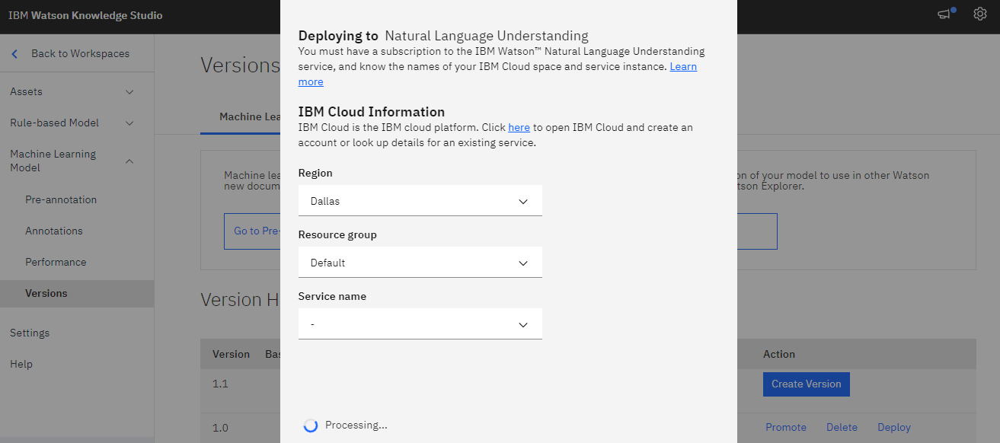 IBM Watson Knowledge Studio
Back to Workspaces
Assets
Rule-based Model
Machine Learning
Model
Pre-annotation
Annotations
Performance
Versions
Settings
Help
Versions
Machine Lea
Machine lea
new docum
on of your model to use in other Watson
tson Explorer.
Go to Pre-
Version H
Version Bas Action
1.1 Create Version
1.0 Promote Delete Deploy
Deploying to Natural Language Understanding
You must have a subscription to the IBM Watson™ Natural Language Understanding
service, and know the names of your IBM Cloud space and service instance. Learn
more
IBM Cloud Information
IBM Cloud is the IBM cloud platform. Click here to open IBM Cloud and create an
account or look up details for an existing service.
Region
Dallas
Resource group
Default
Service name
-
Processing...